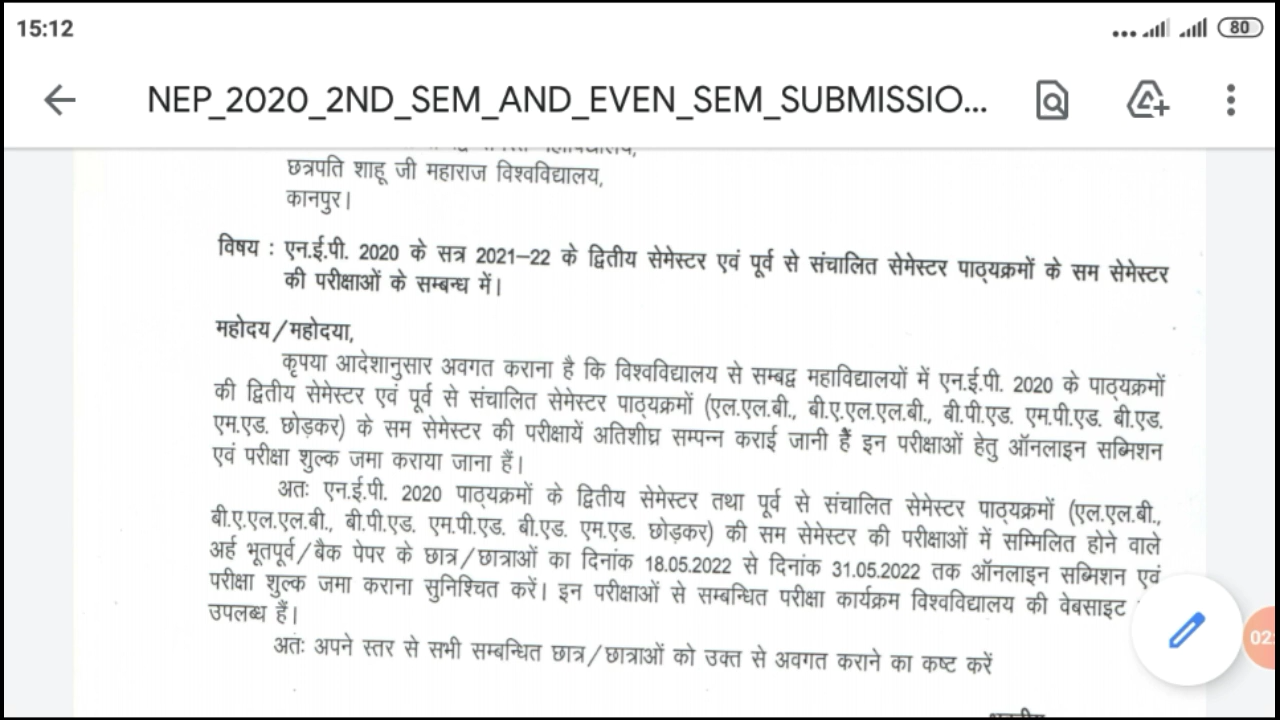 15:12
80
NEP_2020_2ND_SEM_AND_EVEN_SEM_SUBMISSIO...
छत्रपति शाहू जी महाराज विश्वविद्यालय,
कानपुर।
विषय : एन.ई.पी. 2020 के सत्र 2021–22 के द्वितीय सेमेस्टर एवं पूर्व से संचालित सेमेस्टर पाठ्यक्रमों के सम सेमेस्टर
की परीक्षाओं के सम्बन्ध में।
महोदय/महोदया,
कृपया आदेशानुसार अवगत कराना है कि विश्वविद्यालय से सम्बद्व महाविद्यालयों में एन.ई.पी. 2020 के पाठ्यक्रमों
की द्वितीय सेमेस्टर एवं पूर्व से संचालित सेमेस्टर पाठ्यक्रमों (एल.एल.बी., बी.ए.एल.एल.बी., बी.पी.एड. एम.पी.एड. बी.एड.
एम.एड. छोड़कर) के सम सेमेस्टर की परीक्षायें अतिशीघ्र सम्पन्न कराई जानी हैं इन परीक्षाओं हेतु ऑनलाइन सब्मिशन
एवं परीक्षा शुल्क जमा कराया जाना हैं।
अतः एन.ई.पी. 2020 पाठ्यक्रमों के द्वितीय सेमेस्टर तथा पूर्व से संचालित सेमेस्टर पाठ्यक्रमों (एल.एल.बी.,
बी.ए.एल.एल.बी., बी.पी.एड. एम.पी.एड. बी.एड. एम.एड. छोड़कर) की सम सेमेस्टर की परीक्षाओं में सम्मिलित होने वाले
अर्ह भूतपूर्व/बैक पेपर के छात्र/छात्राओं का दिनांक 18.05.2022 से दिनांक 31.05.2022 तक ऑनलाइन सब्मिशन एवं
परीक्षा शुल्क जमा कराना सुनिश्चित करें। इन परीक्षाओं से सम्बन्धित परीक्षा कार्यक्रम विश्वविद्यालय की वेबसाइट
उपलब्ध हैं।
अतः अपने स्तर से सभी सम्बन्धित छात्र/छात्राओं को उक्त से अवगत कराने का कष्ट करें